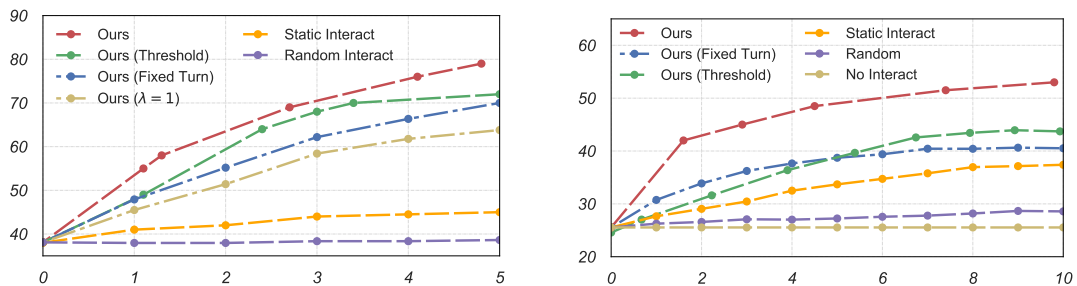 90
80
70
60
50
40
0 1 2 3 4 5
Ours
Ours (Threshold)
Ours (Fixed Turn)
Ours (λ = 1)
Static Interact
Random Interact
60
50
40
30
20
0 2 4 6 8 10
Ours
Ours (Fixed Turn)
Ours (Threshold)
Static Interact
Random
No Interact